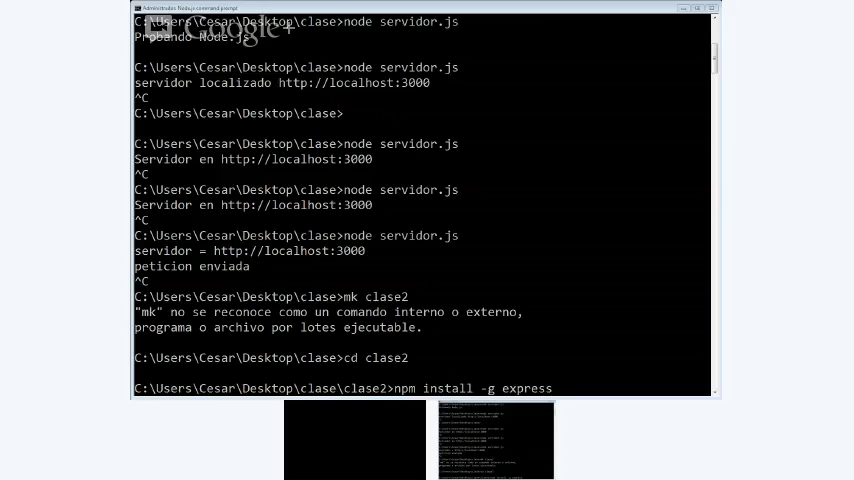 Administrador: Node.js command prompt
C:\Users\Cesar\Desktop\clase>node servidor.js
Probando Node.js
Google+
C:\Users\Cesar\Desktop\clase>node servidor.js
servidor localizado http://localhost:3000
^C
C:\Users\Cesar\Desktop\clase>
C:\Users\Cesar\Desktop\clase>node servidor.js
Servidor en http://localhost:3000
^C
C:\Users\Cesar\Desktop\clase>node servidor.js
Servidor en http://localhost:3000
^C
C:\Users\Cesar\Desktop\clase>node servidor.js
servidor = http://localhost:3000
peticion enviada
^C
C:\Users\Cesar\Desktop\clase>mk clase2
"mk" no se reconoce como un comando interno o externo,
programa o archivo por lotes ejecutable.
C:\Users\Cesar\Desktop\clase>cd clase2
C:\Users\Cesar\Desktop\clase\clase2>npm install -g express